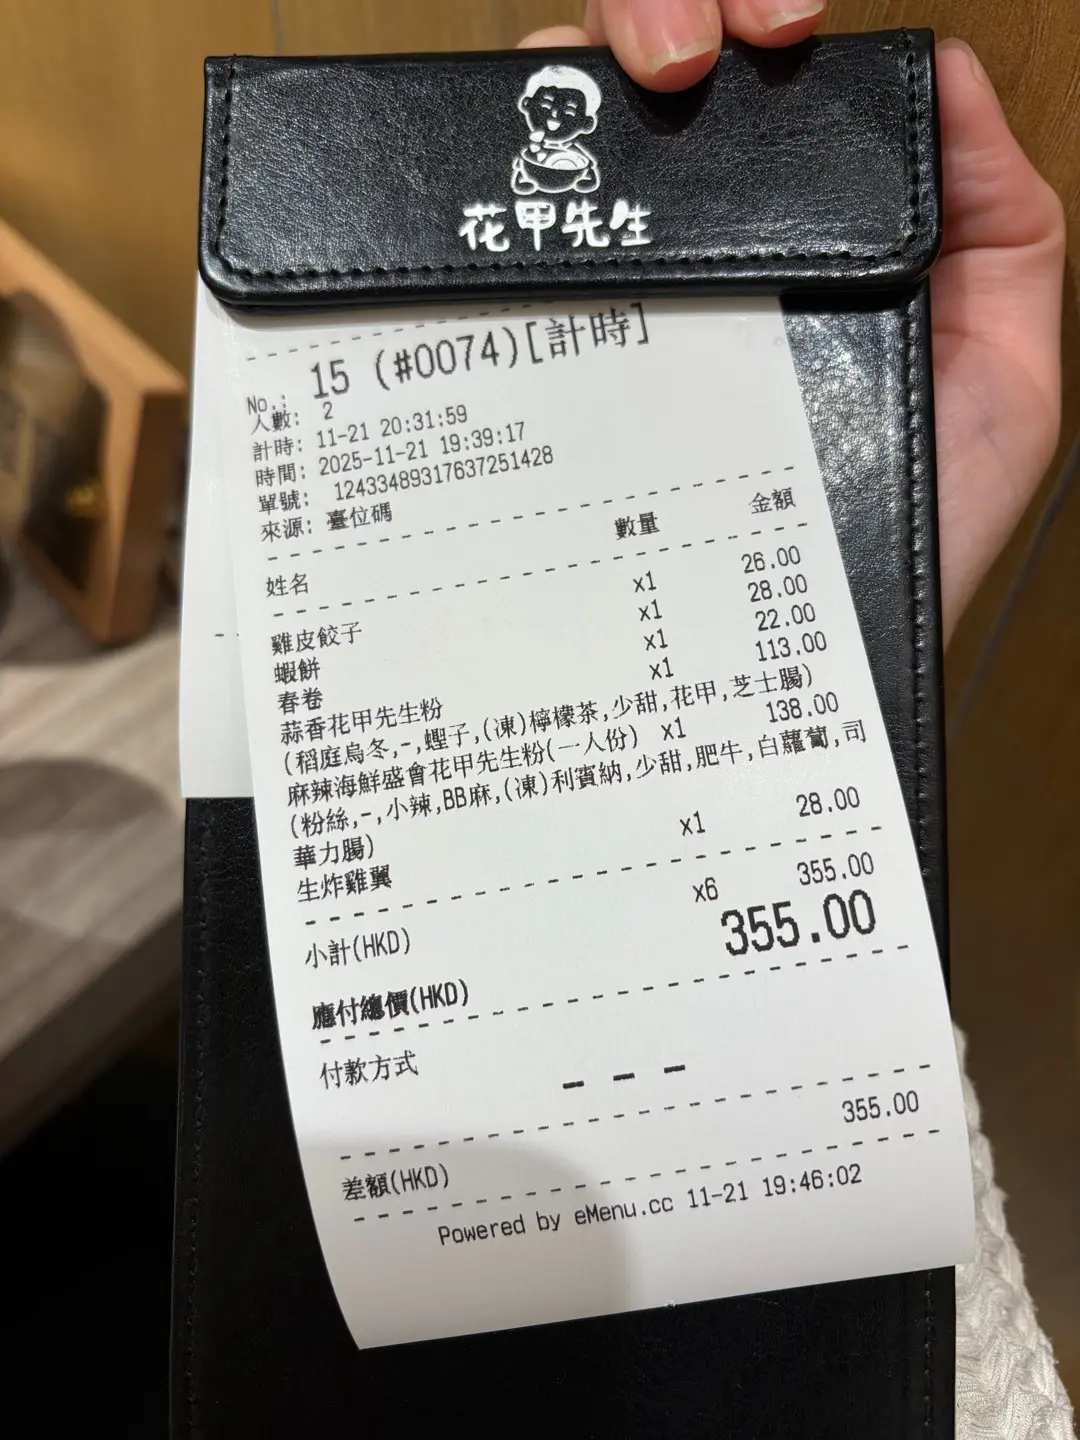 花甲先生
No.: 15 (#0074)[計時]
人數: 2
計時: 11-21 20:31:59
時間: 2025-11-21 19:39:17
單號: 12433489317637251428
來源: 臺位碼
姓名 數量 金額
雞皮餃子 x1 26.00
蝦餅 x1 28.00
春卷 x1 22.00
蒜香花甲先生粉 x1 113.00
(稻庭烏冬,-,蟶子,(凍)檸檬茶,少甜,花甲,芝士腸)
麻辣海鮮盛會花甲先生粉(一人份) x1 138.00
(粉絲,-,小辣,BB麻,(凍)利賓納,少甜,肥牛,白蘿蔔,司
華力腸)
生炸雞翼 x1 28.00
小計(HKD) x6 355.00
應付總價(HKD) 355.00
付款方式
- - -
差額(HKD) 355.00
Powered by eMenu.cc 11-21 19:46:02